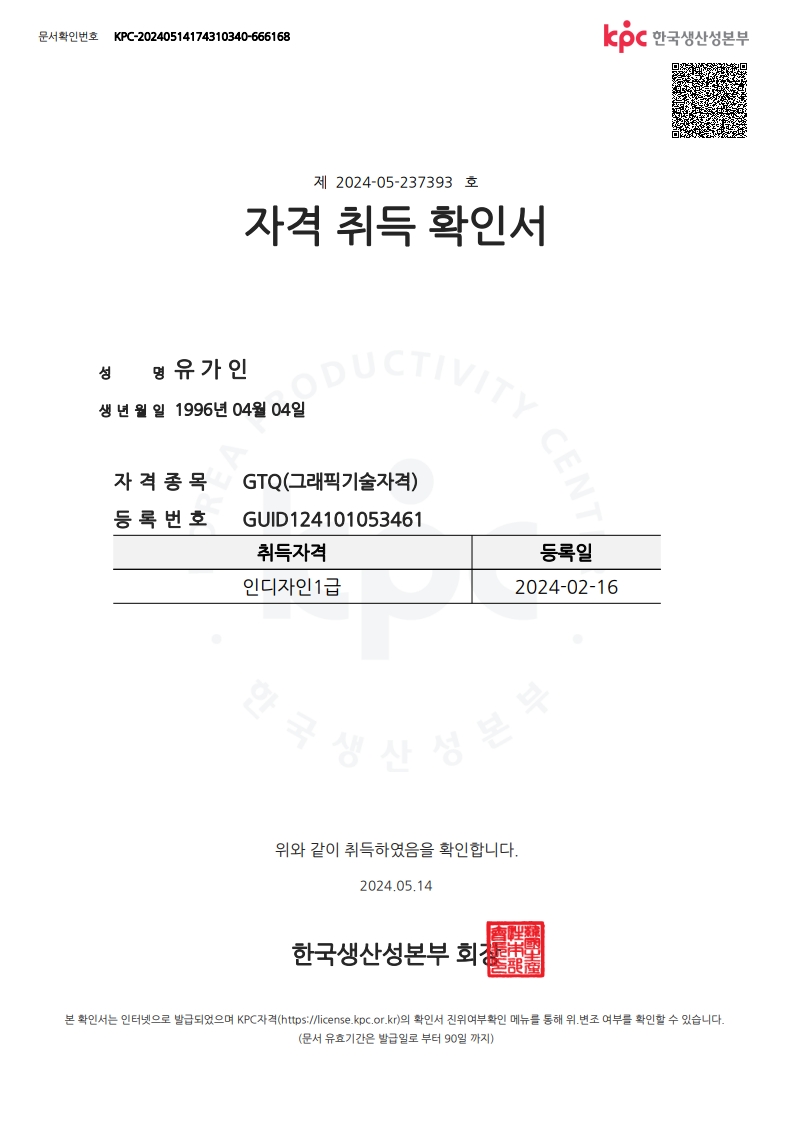 문서확인번호 KPC-20240514174310340-666168
kpc 한국생산성본부
제 2024-05-237393 호
자격 취득 확인서
성 명 유 가 인
생 년 월 일 1996년 04월 04일
자 격 종 목 GTQ(그래픽기술자격)
등 록 번 호 GUID124101053461
취득자격 등록일
인디자인1급 2024-02-16
KOREA PRODUCTIVITY CENTER
kpc
한국생산성본부
위와 같이 취득하였음을 확인합니다.
2024.05.14
한국생산성본부 회장
본 확인서는 인터넷으로 발급되었으며 KPC자격(https://license.kpc.or.kr)의 확인서 진위여부확인 메뉴를 통해 위.변조 여부를 확인할 수 있습니다.
(문서 유효기간은 발급일로 부터 90일 까지)